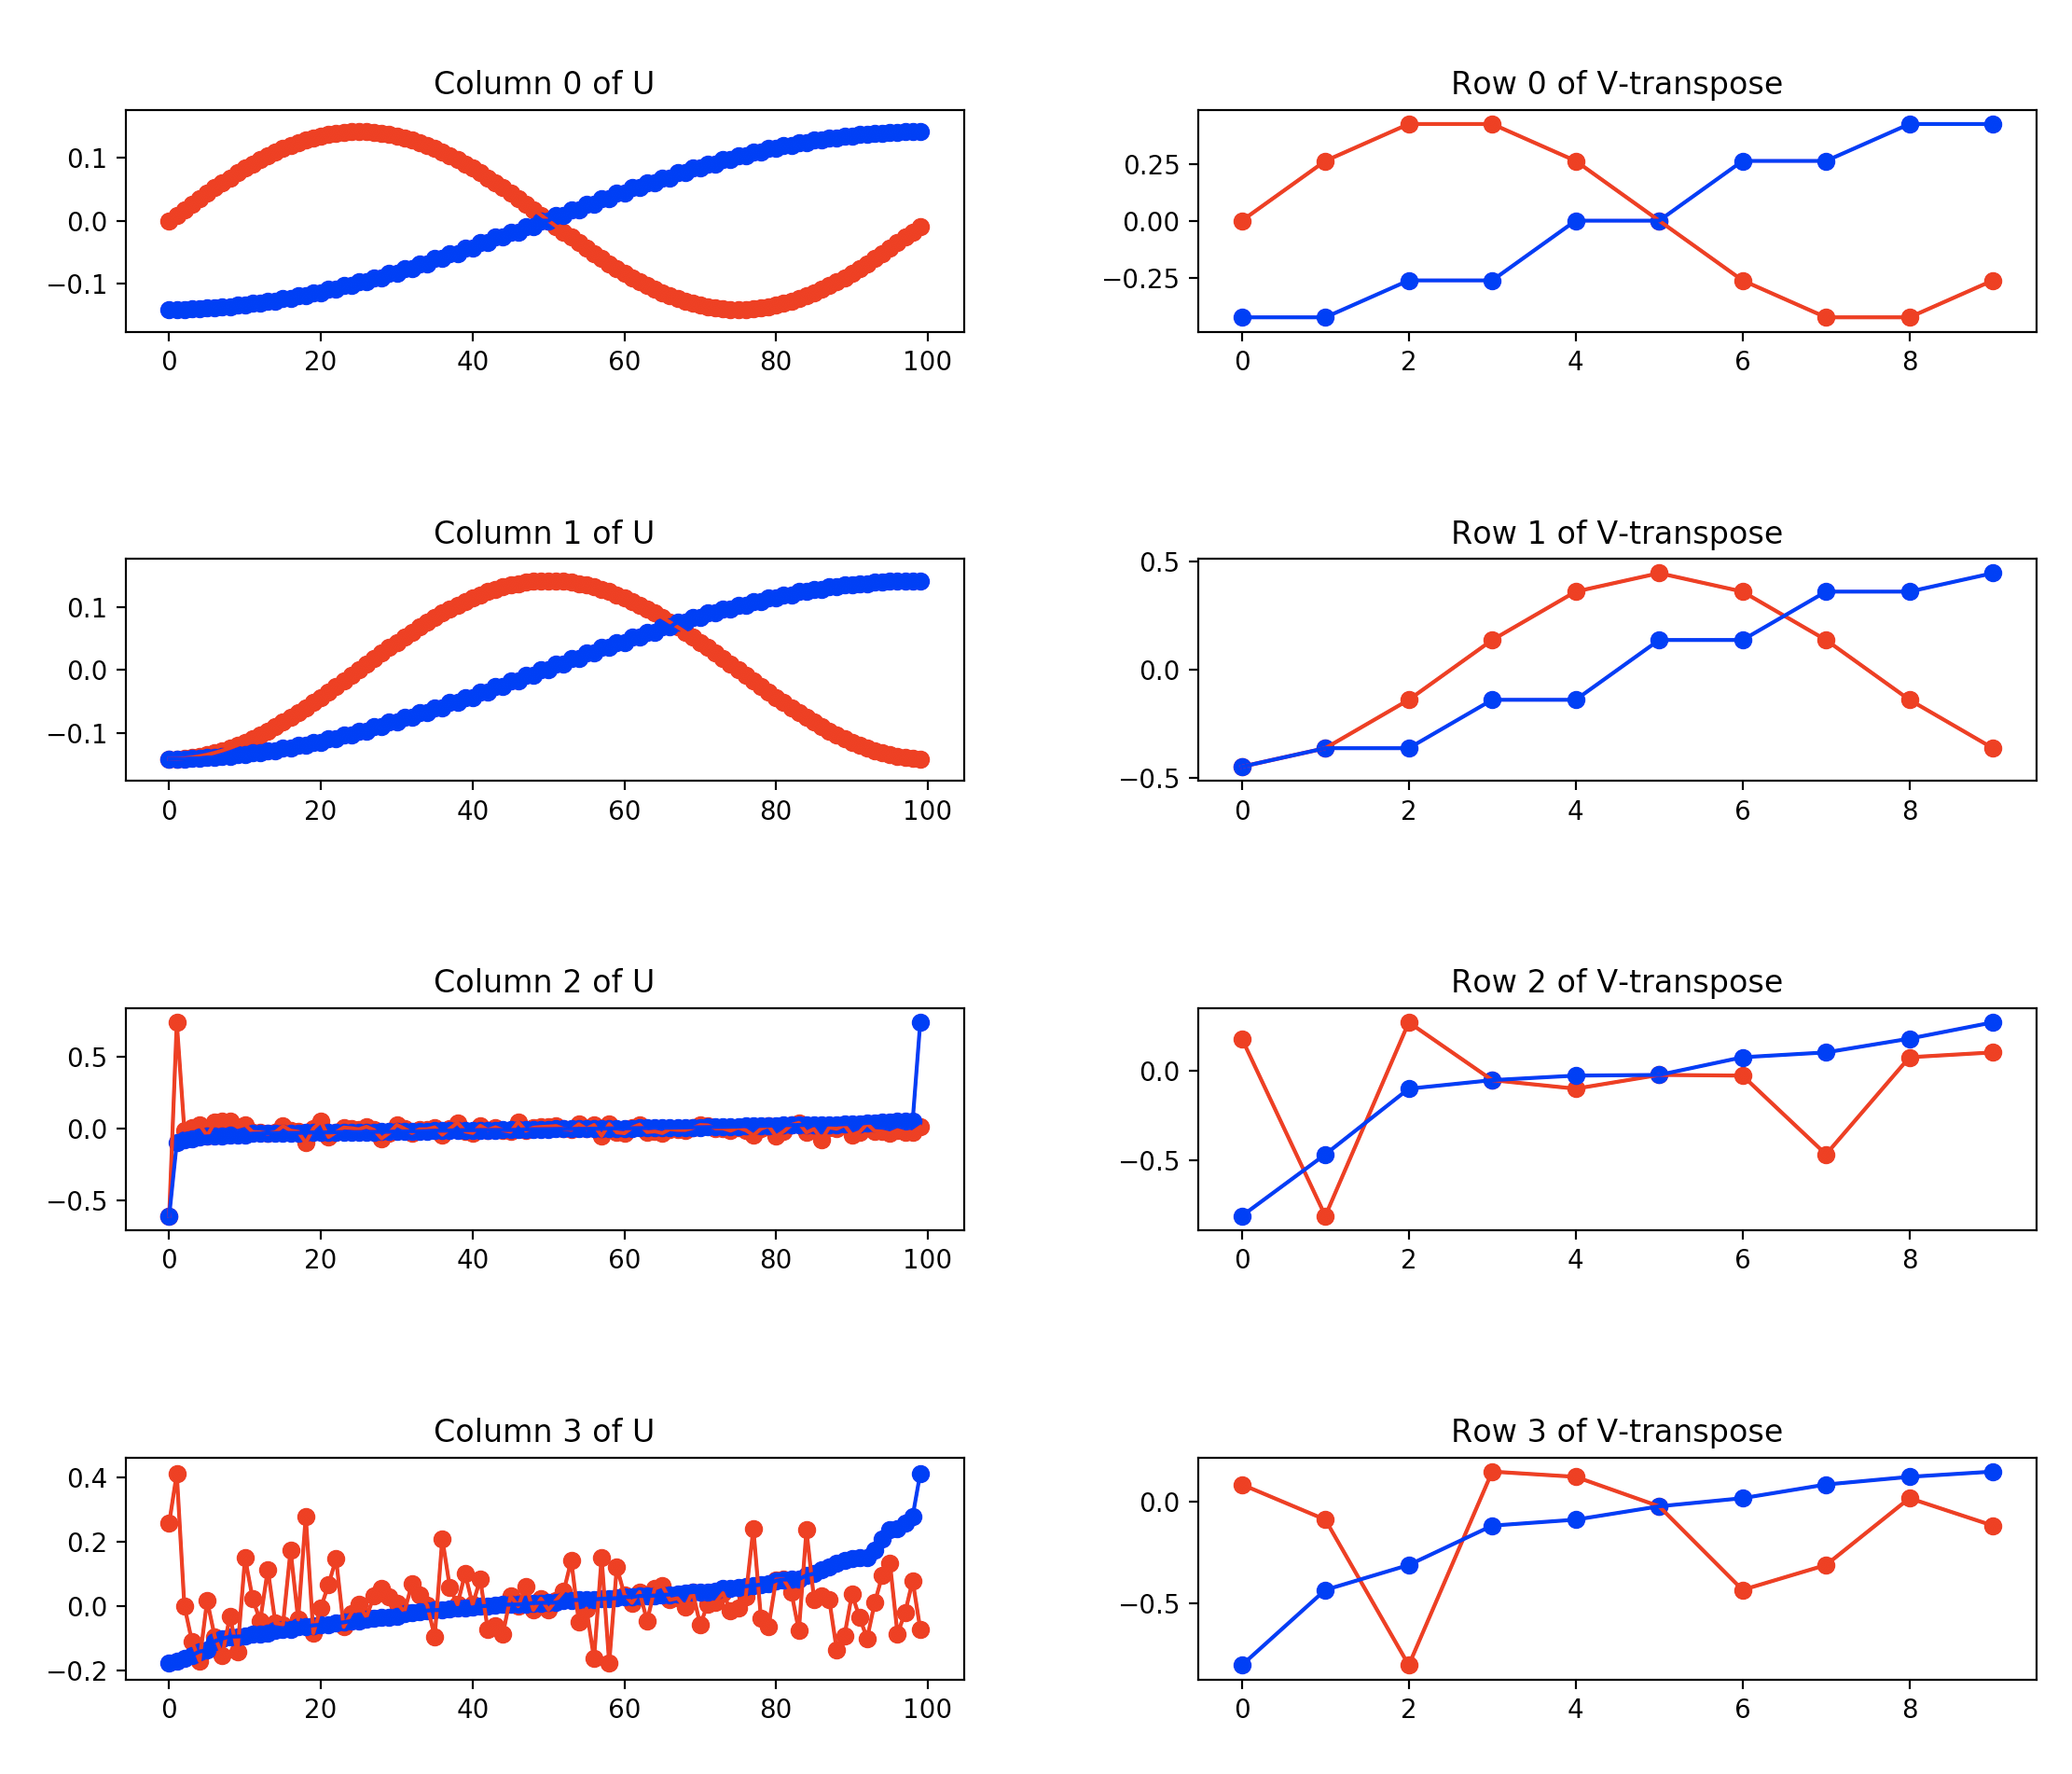 Column 0 of U
0.1
0.0
−0.1
0 20 40 60 80 100
Row 0 of V-transpose
0.25
0.00
−0.25
0 2 4 6 8
Column 1 of U
0.1
0.0
−0.1
0 20 40 60 80 100
Row 1 of V-transpose
0.5
0.0
−0.5
0 2 4 6 8
Column 2 of U
0.5
0.0
−0.5
0 20 40 60 80 100
Row 2 of V-transpose
0.0
−0.5
0 2 4 6 8
Column 3 of U
0.4
0.2
0.0
−0.2
0 20 40 60 80 100
Row 3 of V-transpose
0.0
−0.5
0 2 4 6 8